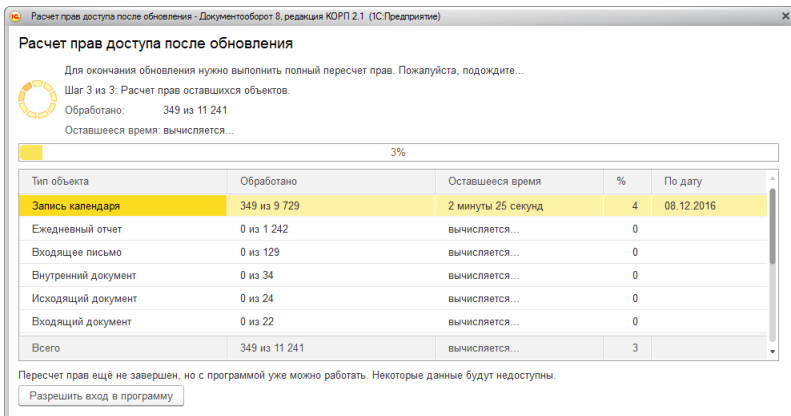 Расчет прав доступа после обновления - Документооборот 8, редакция КОРП 2.1 (1С:Предприятие)
Расчет прав доступа после обновления
Для окончания обновления нужно выполнить полный пересчет прав. Пожалуйста, подождите...
Шаг 3 из 3: Расчет прав оставшихся объектов.
Обработано: 349 из 11 241
Оставшееся время: вычисляется...
3%
Тип объекта Обработано Оставшееся время % По дату
Запись календаря 349 из 9 729 2 минуты 25 секунд 4 08.12.2016
Ежедневный отчет 0 из 1 242 вычисляется... 0
Входящее письмо 0 из 129 вычисляется... 0
Внутренний документ 0 из 34 вычисляется... 0
Исходящий документ 0 из 24 вычисляется... 0
Входящий документ 0 из 22 вычисляется... 0
Всего 349 из 11 241 вычисляется... 3
Пересчет прав ещё не завершен, но с программой уже можно работать. Некоторые данные будут недоступны.
Разрешить вход в программу